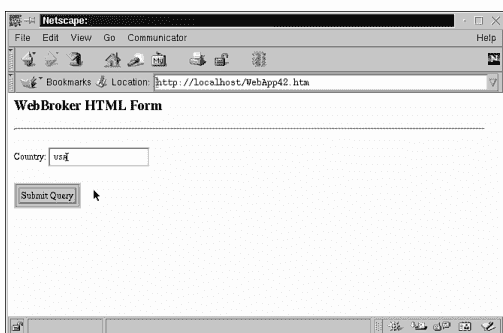 Netscape:
File Edit View Go Communicator Help
My
N
Bookmarks Location: http://localhost/WebApp42.htm
WebBroker HTML Form
Country: usa
Submit Query